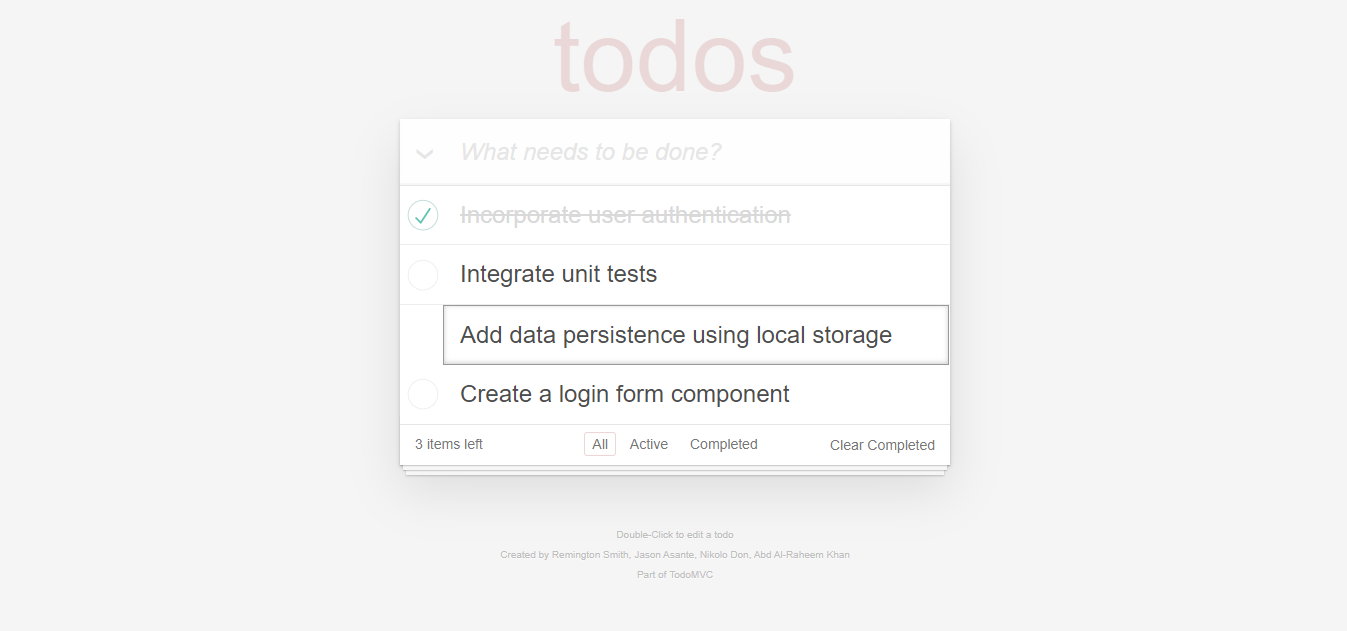 todos
What needs to be done?
Incorporate user authentication
Integrate unit tests
Add data persistence using local storage
Create a login form component
3 items left All Active Completed Clear Completed
Double-Click to edit a todo
Created by Remington Smith, Jason Asante, Nikolo Don, Abd Al-Raheem Khan
Part of TodoMVC